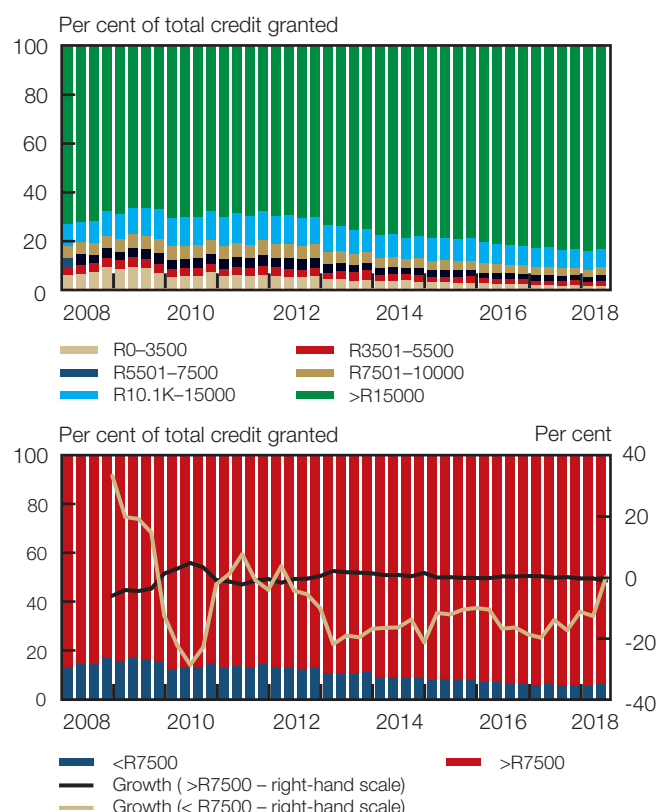 Per cent of total credit granted
100
80
60
40
20
0
2008 2010 2012 2014 2016 2018
R0–3500 R3501–5500
R5501–7500 R7501–10000
R10.1K–15000 >R15000
Per cent of total credit granted Per cent
100 40
80 20
60 0
40 -20
20 -40
0
2008 2010 2012 2014 2016 2018
<R7500 >R7500
Growth ( >R7500 – right-hand scale)
Growth (< R7500 – right-hand scale)